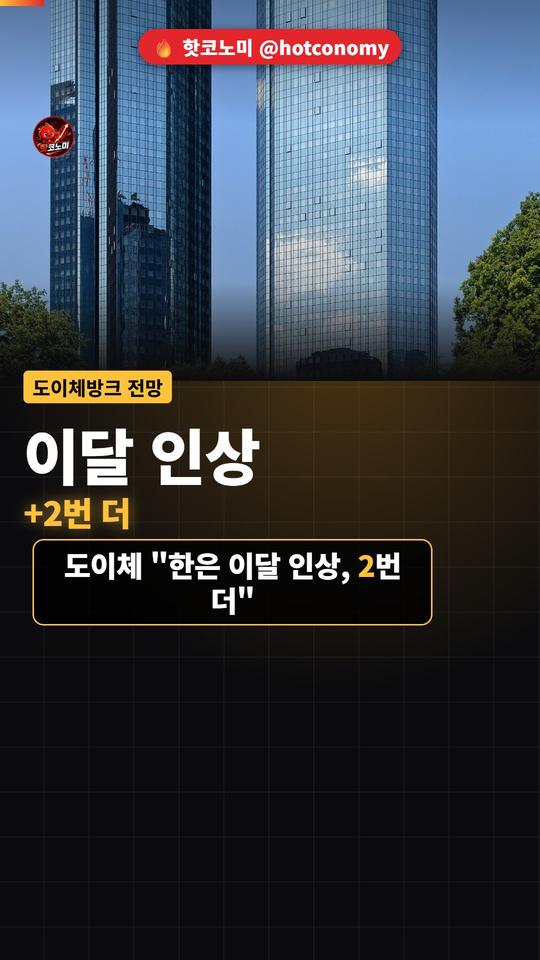 핫코노미 @hotconomy
핫코노미
도이체방크 전망
이달 인상
+2번 더
도이체 "한은 이달 인상, 2번
더"